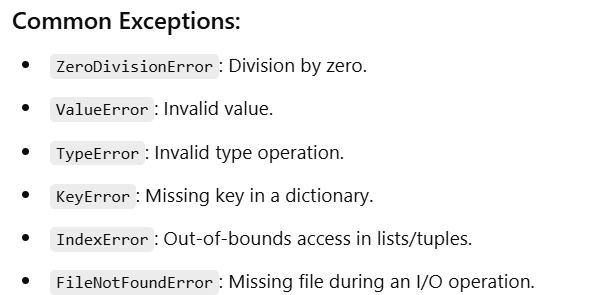 Common Exceptions:
• ZeroDivisionError: Division by zero.
• ValueError: Invalid value.
• TypeError: Invalid type operation.
• KeyError: Missing key in a dictionary.
• IndexError: Out-of-bounds access in lists/tuples.
• FileNotFoundError: Missing file during an I/O operation.